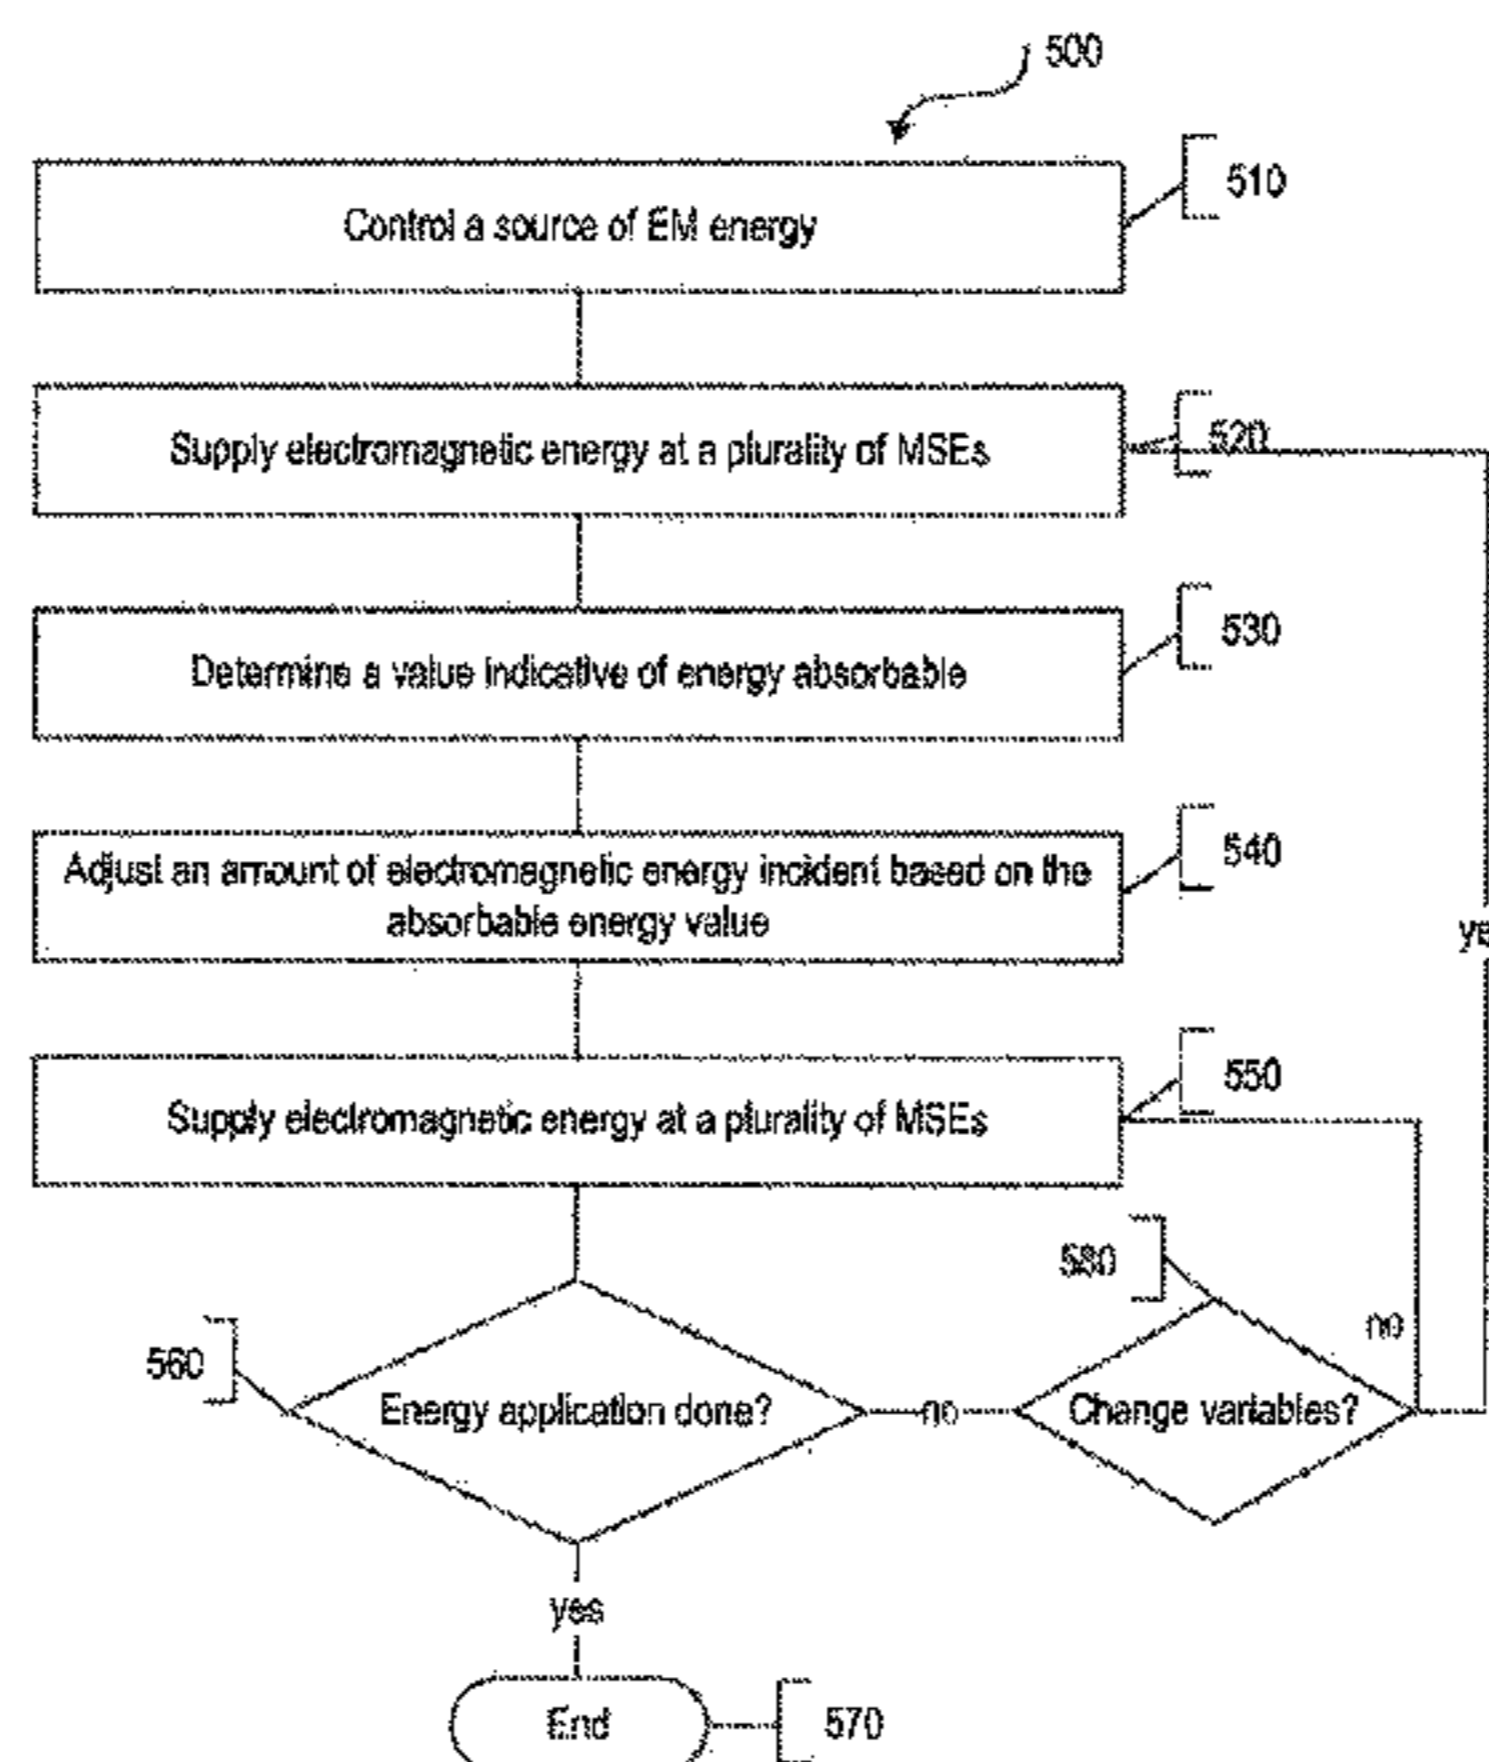 500
Control a source of EM energy
510
Supply electromagnetic energy at a plurality of MSEs
520
Determine a value indicative of energy absorbable
530
Adjust an amount of electromagnetic energy incident based on the
absorbable energy value
540
ye
Supply electromagnetic energy at a plurality of MSEs
550
580
no
560
Energy application done?
no
Change variables?
yes
End
570